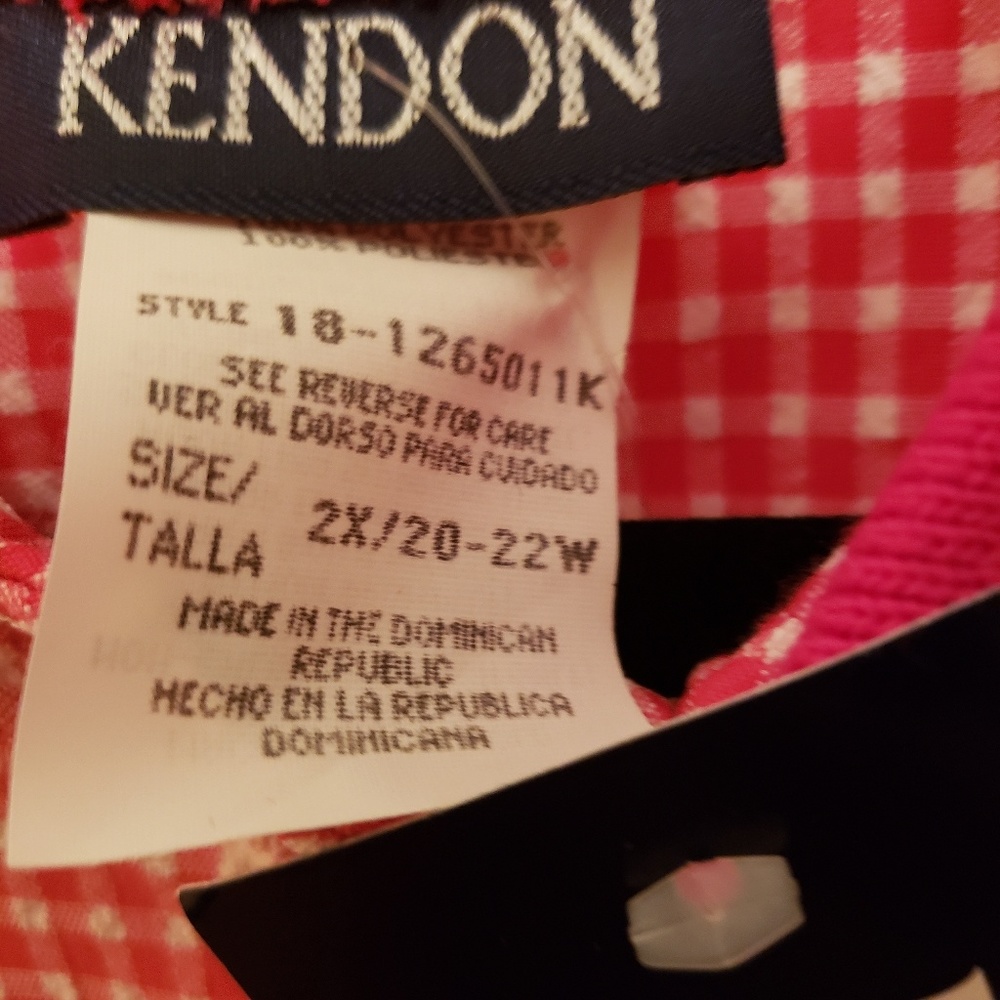 KENDON
100% POLIESTER
STYLE 18-1265011K
SEE REVERSE FOR CARE
VER AL DORSO PARA CUIDADO
SIZE/
TALLA 2X/20-22W
MADE IN THE DOMINICAN
REPUBLIC
HECHO EN LA REPUBLICA
DOMINICANA